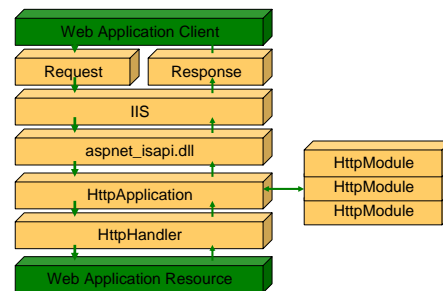 Web Application Client
Request
Response
IIS
aspnet_isapi.dll
HttpApplication
HttpHandler
Web Application Resource
HttpModule
HttpModule
HttpModule